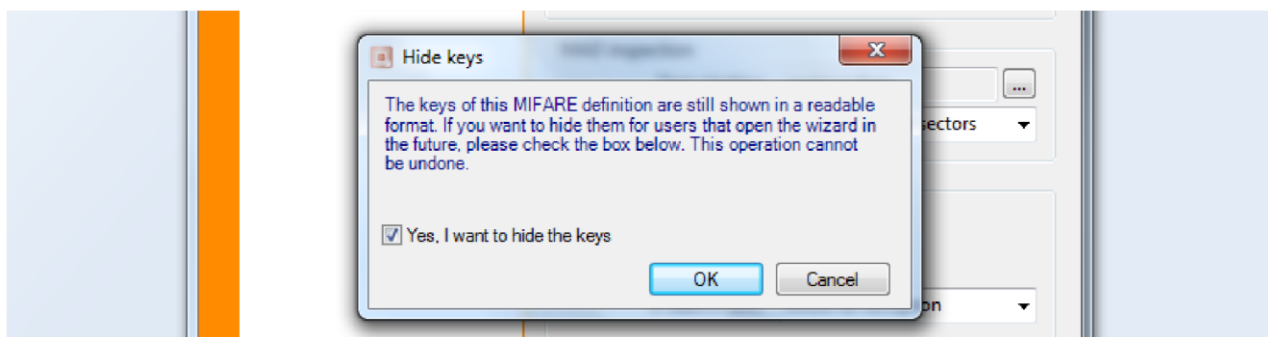 Hide keys
The keys of this MIFARE definition are still shown in a readable
format. If you want to hide them for users that open the wizard in
the future, please check the box below. This operation cannot
be undone.
...
sectors
Yes, I want to hide the keys
OK
Cancel